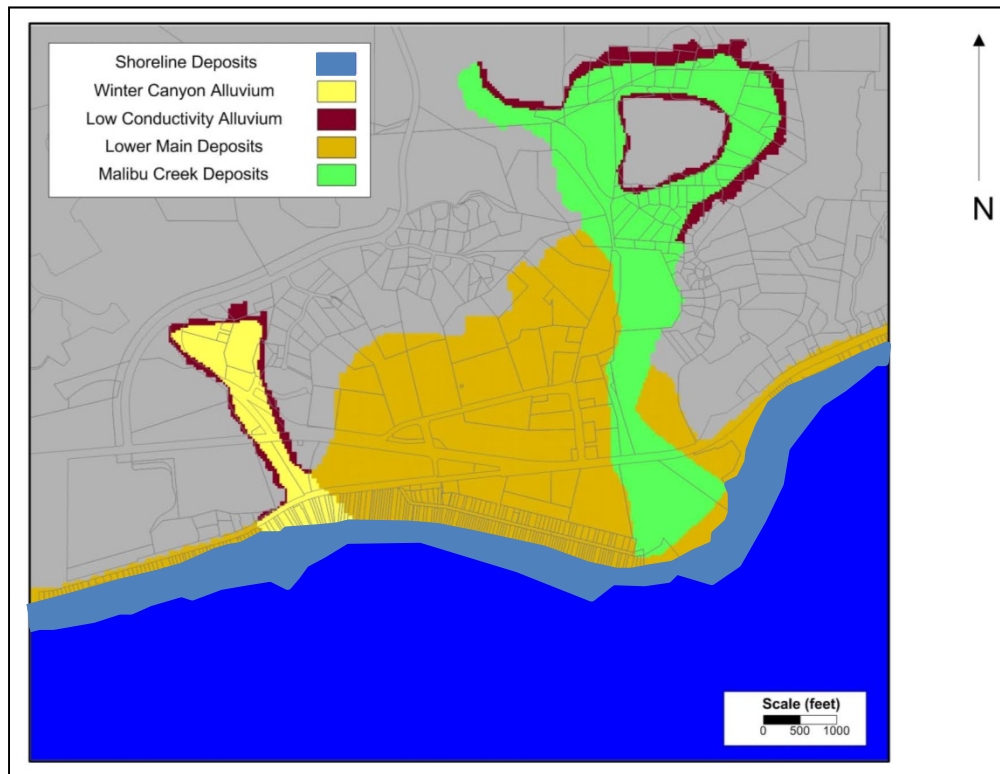 Shoreline Deposits
Winter Canyon Alluvium
Low Conductivity Alluvium
Lower Main Deposits
Malibu Creek Deposits
N
Scale (feet)
0 500 1000